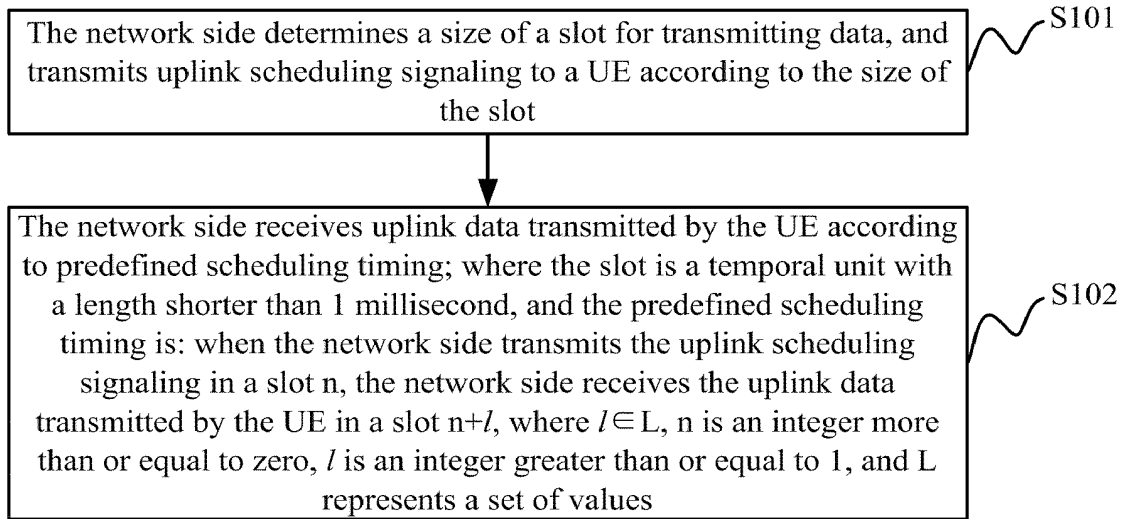 The network side determines a size of a slot for transmitting data, and
transmits uplink scheduling signaling to a UE according to the size of
the slot
S101
The network side receives uplink data transmitted by the UE according
to predefined scheduling timing; where the slot is a temporal unit with
a length shorter than 1 millisecond, and the predefined scheduling
timing is: when the network side transmits the uplink scheduling
signaling in a slot n, the network side receives the uplink data
transmitted by the UE in a slot n+l, where l∈L, n is an integer more
than or equal to zero, l is an integer greater than or equal to 1, and L
represents a set of values
S102